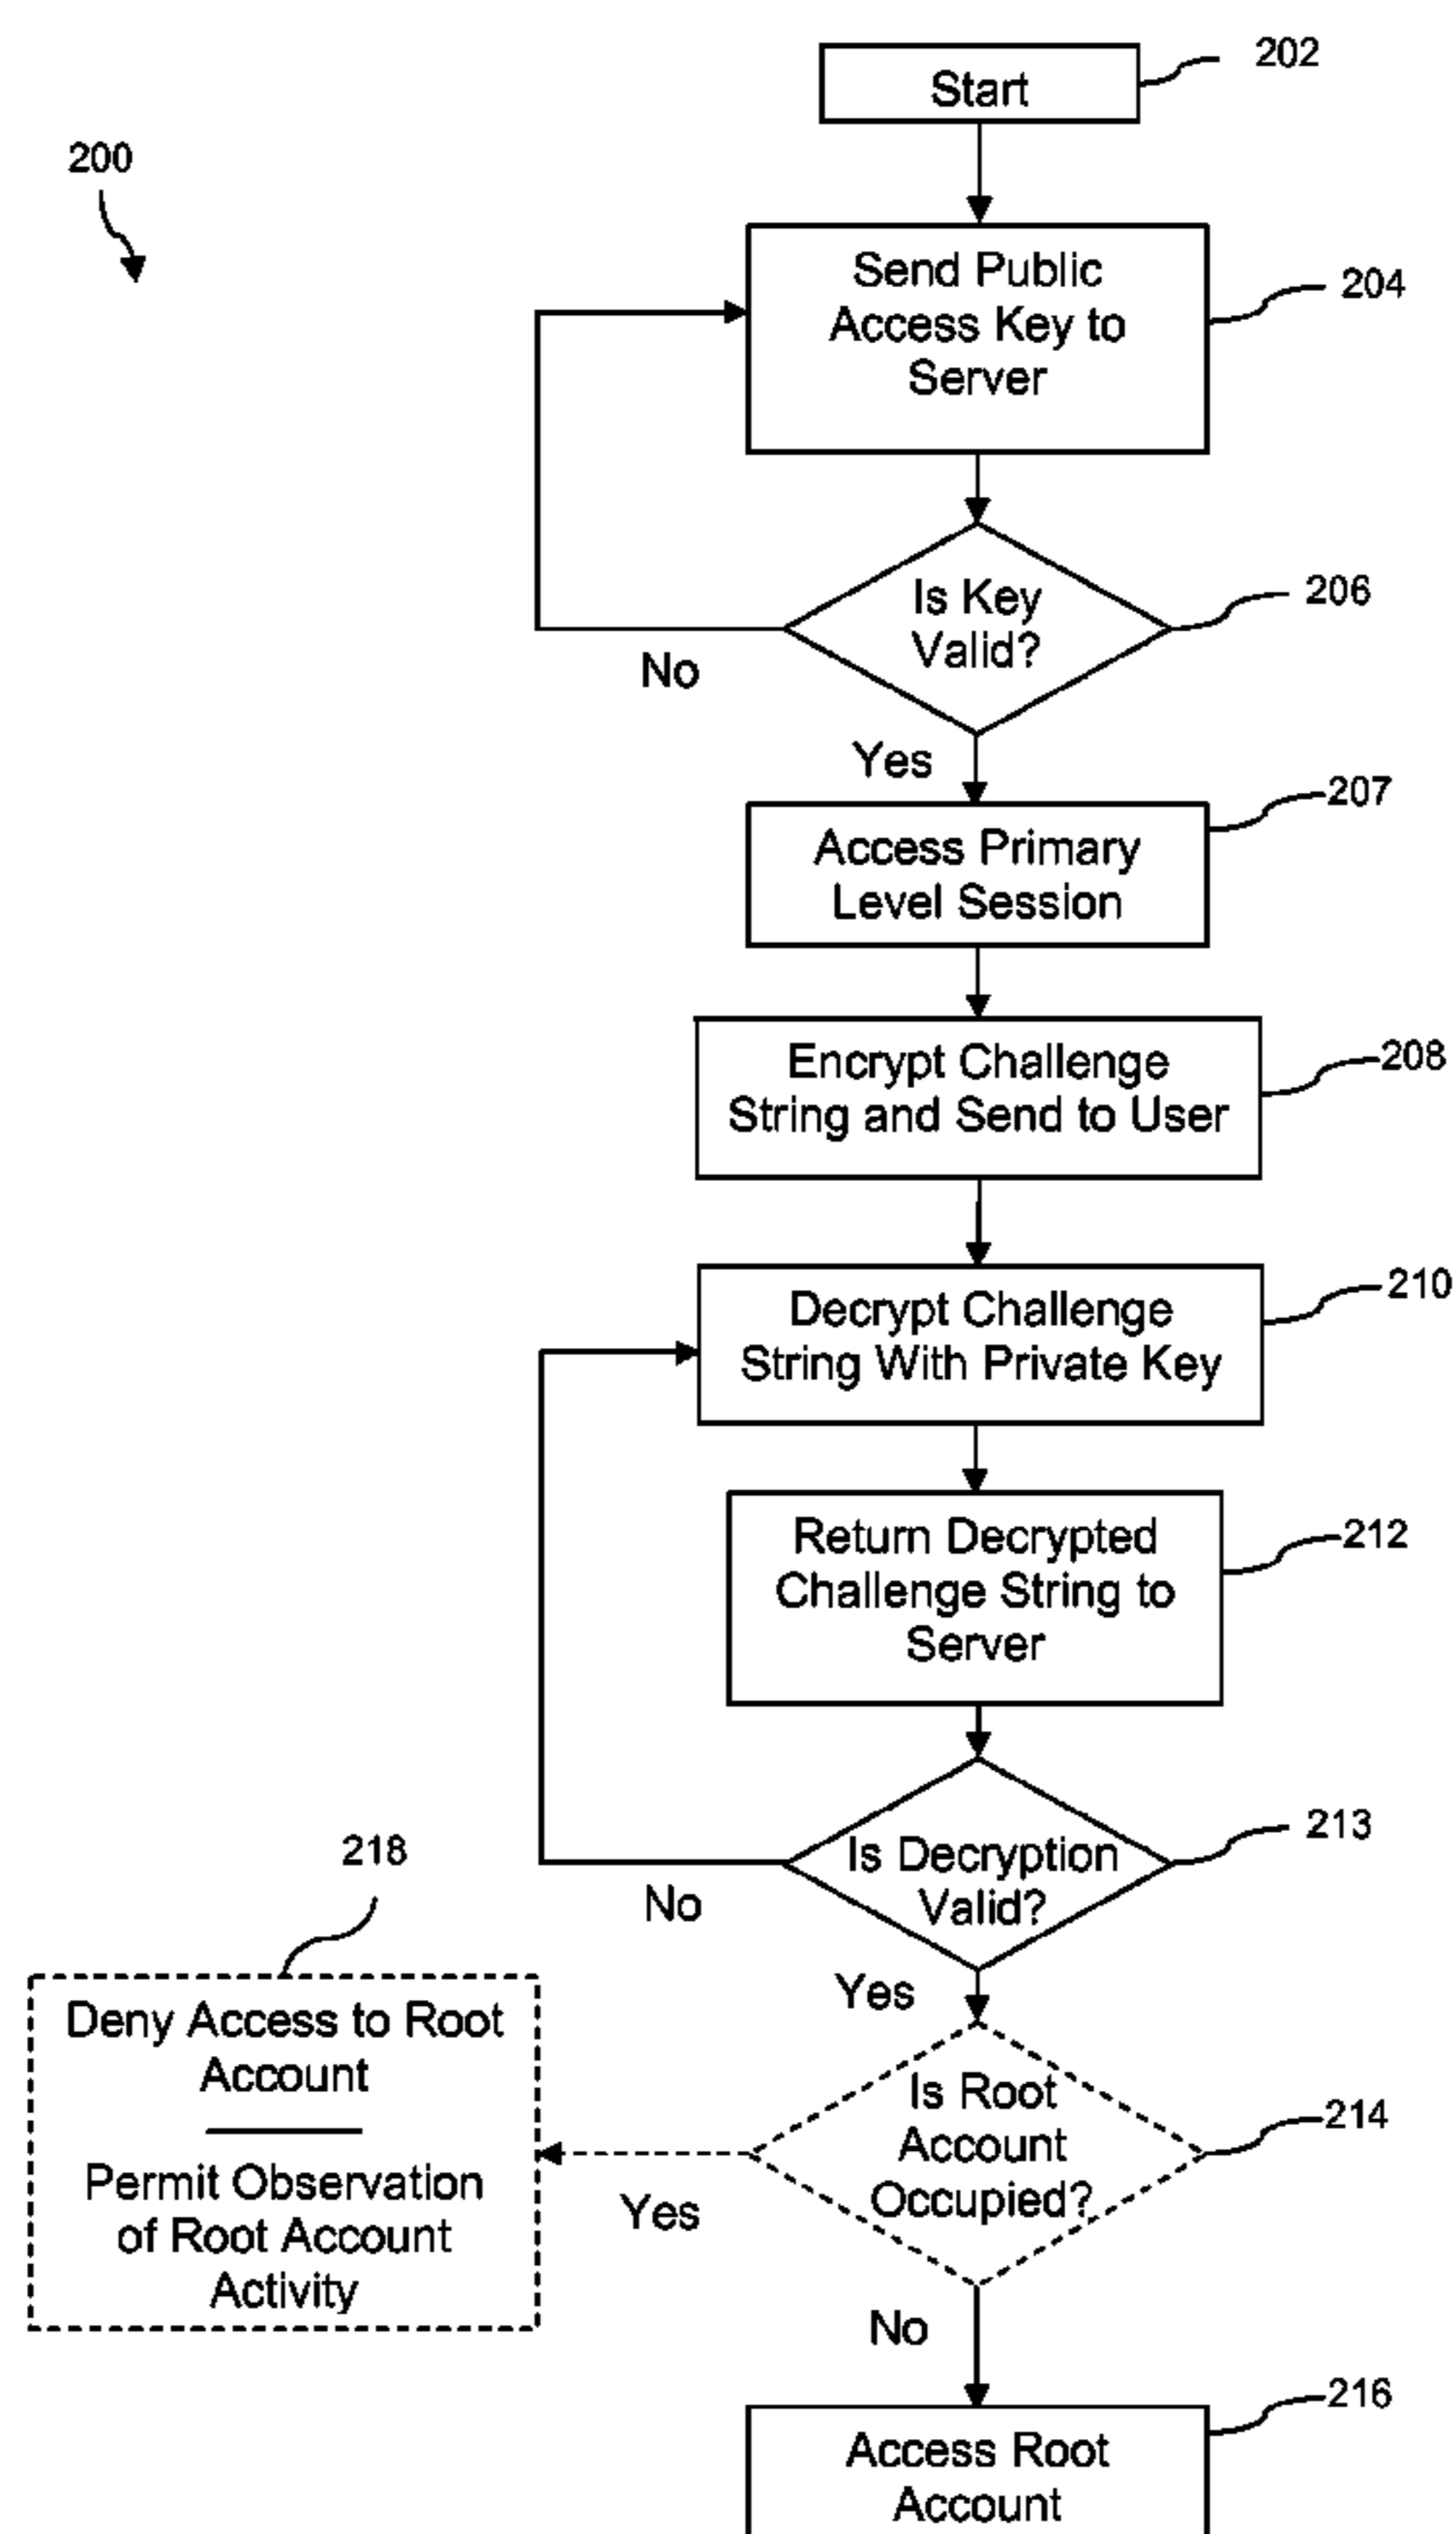 202
Start
200
Send Public
Access Key to
Server
204
Is Key
Valid?
206
No
Yes
207
Access Primary
Level Session
208
Encrypt Challenge
String and Send to User
210
Decrypt Challenge
String With Private Key
212
Return Decrypted
Challenge String to
Server
213
Is Decryption
Valid?
No
Yes
218
Deny Access to Root
Account
Permit Observation
of Root Account
Activity
Is Root
Account
Occupied?
214
Yes
No
216
Access Root
Account